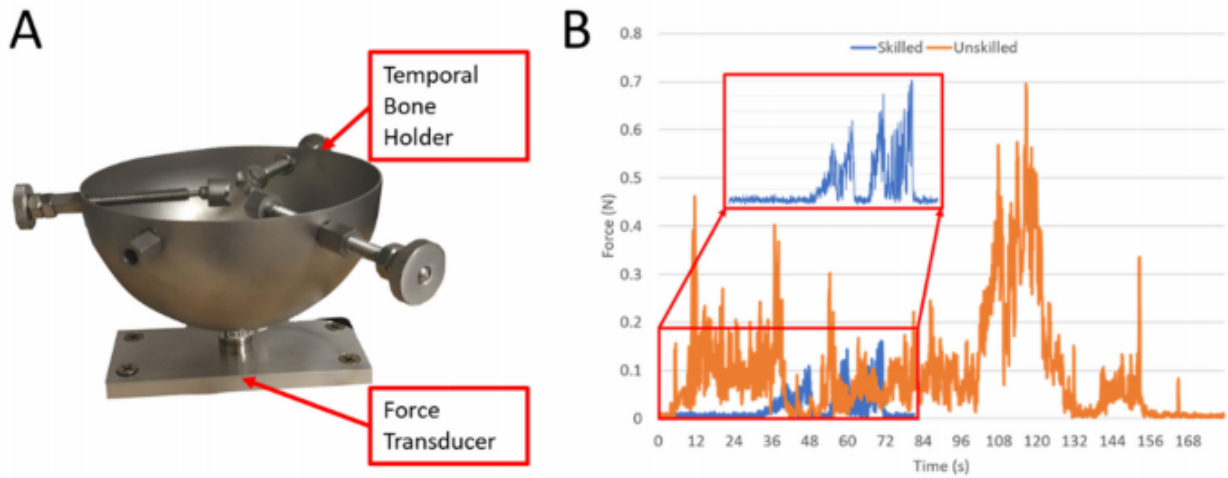 A
Temporal
Bone
Holder
Force
Transducer
B
Skilled
Unskilled
Force (N)
0.8
0.7
0.6
0.5
0.4
0.3
0.2
0.1
0
0 12 24 36 48 60 72 84 96 108 120 132 144 156 168
Time (s)